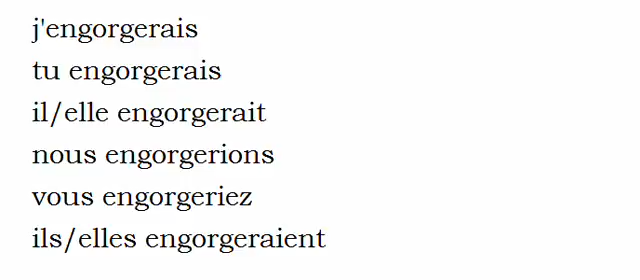 j'engorgerais
tu engorgerais
il/elle engorgerait
nous engorgerions
vous engorgeriez
ils/elles engorgeraient